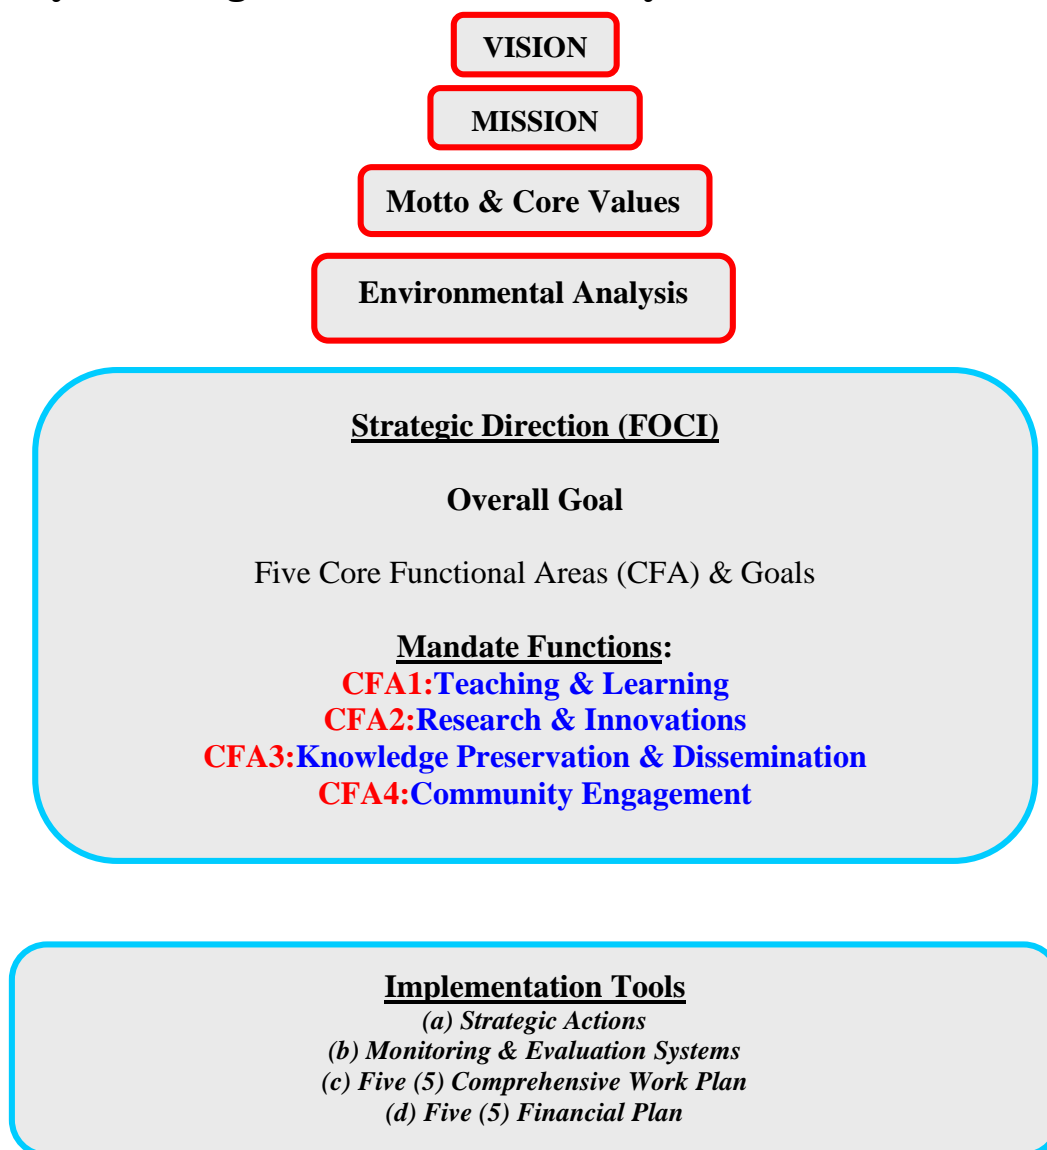 VISION
MISSION
Motto & Core Values
Environmental Analysis
Strategic Direction (FOCI)
Overall Goal
Five Core Functional Areas (CFA) & Goals
Mandate Functions:
CFA1:Teaching & Learning
CFA2:Research & Innovations
CFA3:Knowledge Preservation & Dissemination
CFA4:Community Engagement
Implementation Tools
(a) Strategic Actions
(b) Monitoring & Evaluation Systems
(c) Five (5) Comprehensive Work Plan
(d) Five (5) Financial Plan